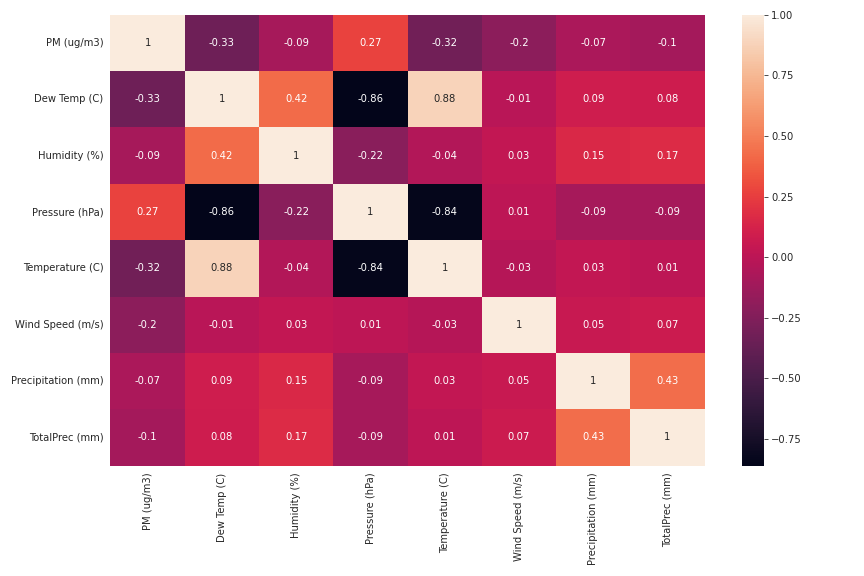 PM (ug/m3) 1 -0.33 -0.09 0.27 -0.32 -0.2 -0.07 -0.1
Dew Temp (C) -0.33 1 0.42 -0.86 0.88 -0.01 0.09 0.08
Humidity (%) -0.09 0.42 1 -0.22 -0.04 0.03 0.15 0.17
Pressure (hPa) 0.27 -0.86 -0.22 1 -0.84 0.01 -0.09 -0.09
Temperature (C) -0.32 0.88 -0.04 -0.84 1 -0.03 0.03 0.01
Wind Speed (m/s) -0.2 -0.01 0.03 0.01 -0.03 1 0.05 0.07
Precipitation (mm) -0.07 0.09 0.15 -0.09 0.03 0.05 1 0.43
TotalPrec (mm) -0.1 0.08 0.17 -0.09 0.01 0.07 0.43 1
PM (ug/m3)
Dew Temp (C)
Humidity (%)
Pressure (hPa)
Temperature (C)
Wind Speed (m/s)
Precipitation (mm)
TotalPrec (mm)
1.00
0.75
0.50
0.25
0.00
−0.25
−0.50
−0.75